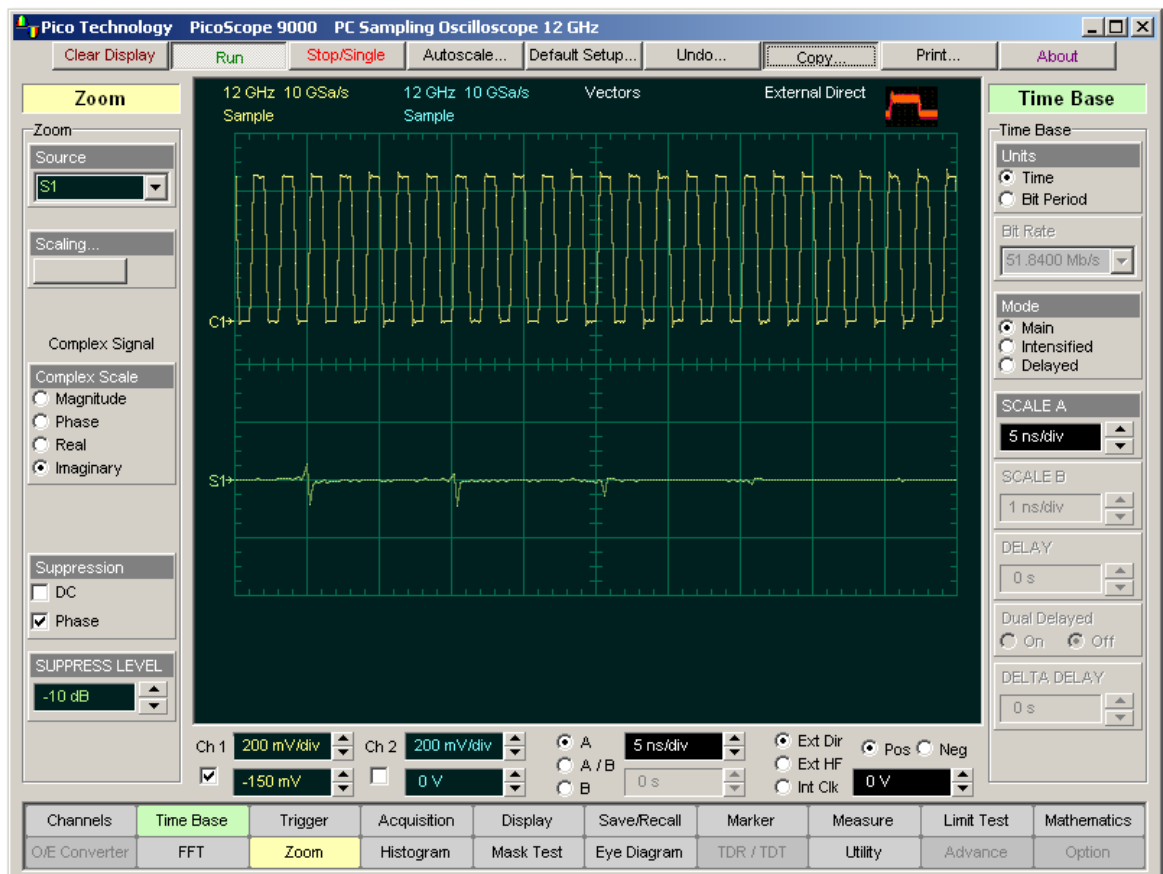 Pico Technology PicoScope 9000 PC Sampling Oscilloscope 12 GHz
Clear Display Run Stop/Single Autoscale... Default Setup... Undo... Copy... Print... About
Zoom
Zoom
Source
S1
Scaling...
Complex Signal
Complex Scale
Magnitude
Phase
Real
Imaginary
Suppression
DC
Phase
SUPPRESS LEVEL
-10 dB
12 GHz 10 GSa/s 12 GHz 10 GSa/s Vectors External Direct
Sample Sample
C1
S1
Time Base
Time Base
Units
Time
Bit Period
Bit Rate
51.8400 Mb/s
Mode
Main
Intensified
Delayed
SCALE A
5 ns/div
SCALE B
1 ns/div
DELAY
0 s
Dual Delayed
On Off
DELTA DELAY
0 s
Ch 1 200 mV/div Ch 2 200 mV/div A 5 ns/div Ext Dir Pos Neg
A / B Ext HF
-150 mV 0 V B 0 s Int Clk 0 V
Channels Time Base Trigger Acquisition Display Save/Recall Marker Measure Limit Test Mathematics
O/E Converter FFT Zoom Histogram Mask Test Eye Diagram TDR / TDT Utility Advance Option